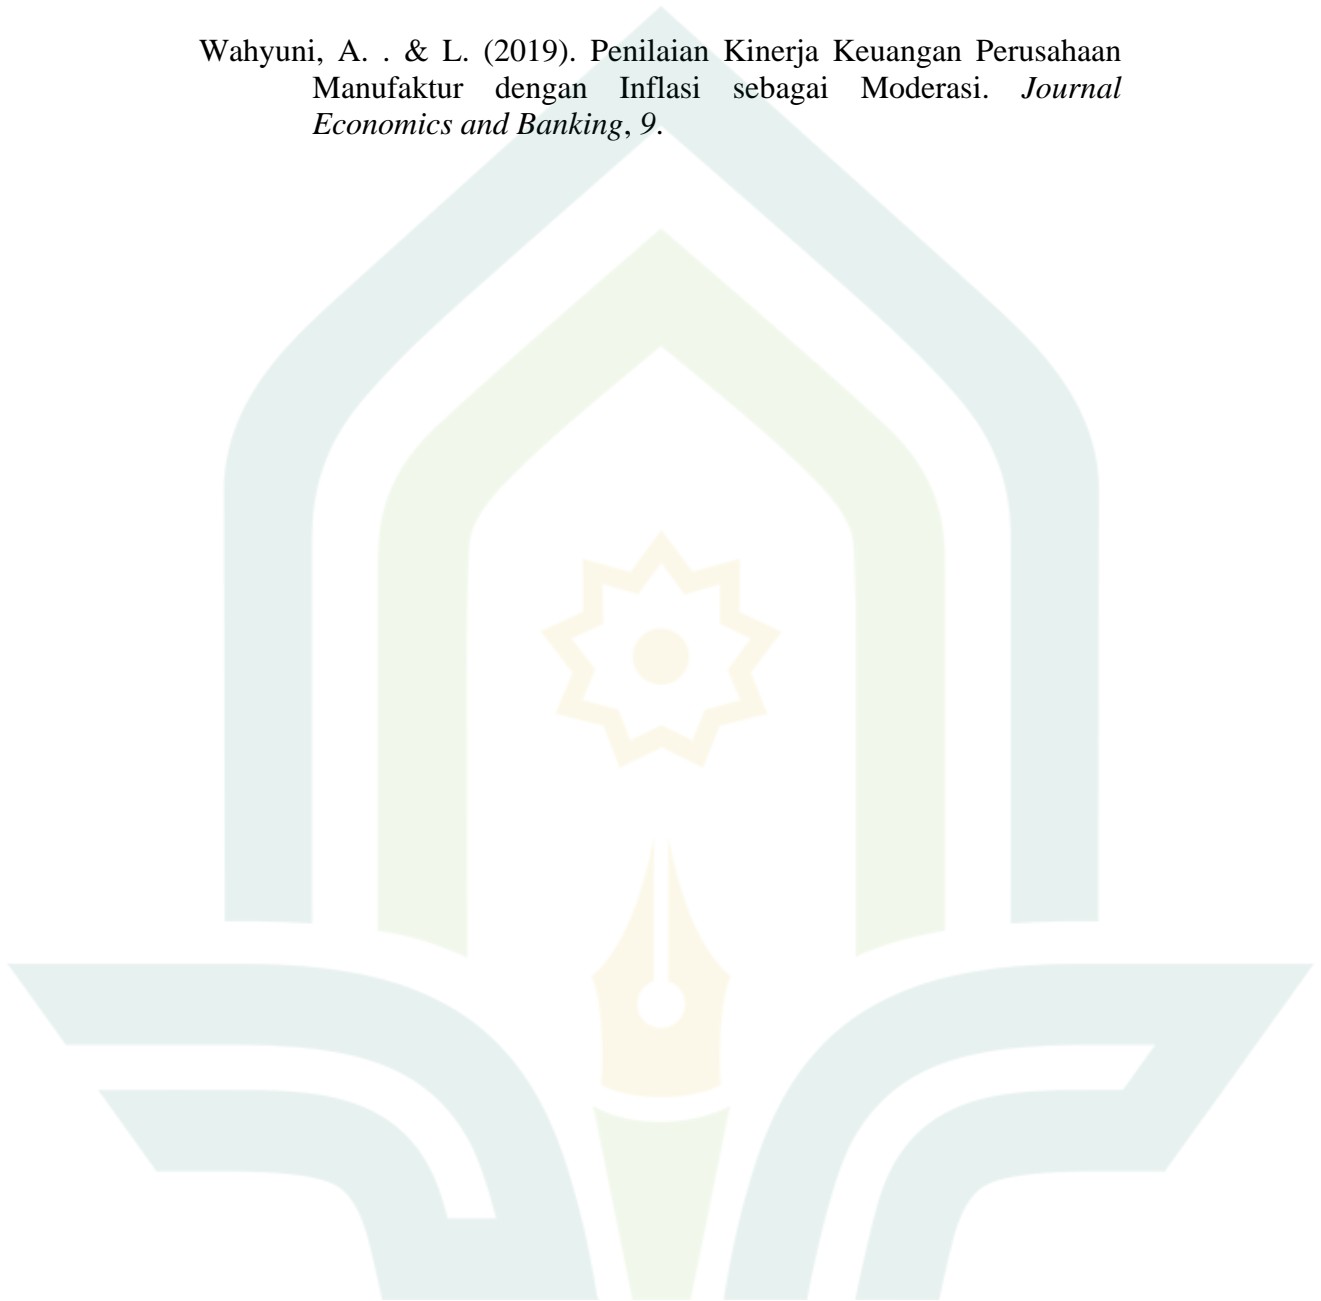 Wahyuni, A. . & L. (2019). Penilaian Kinerja Keuangan Perusahaan
Manufaktur dengan Inflasi sebagai Moderasi. Journal
Economics and Banking, 9.